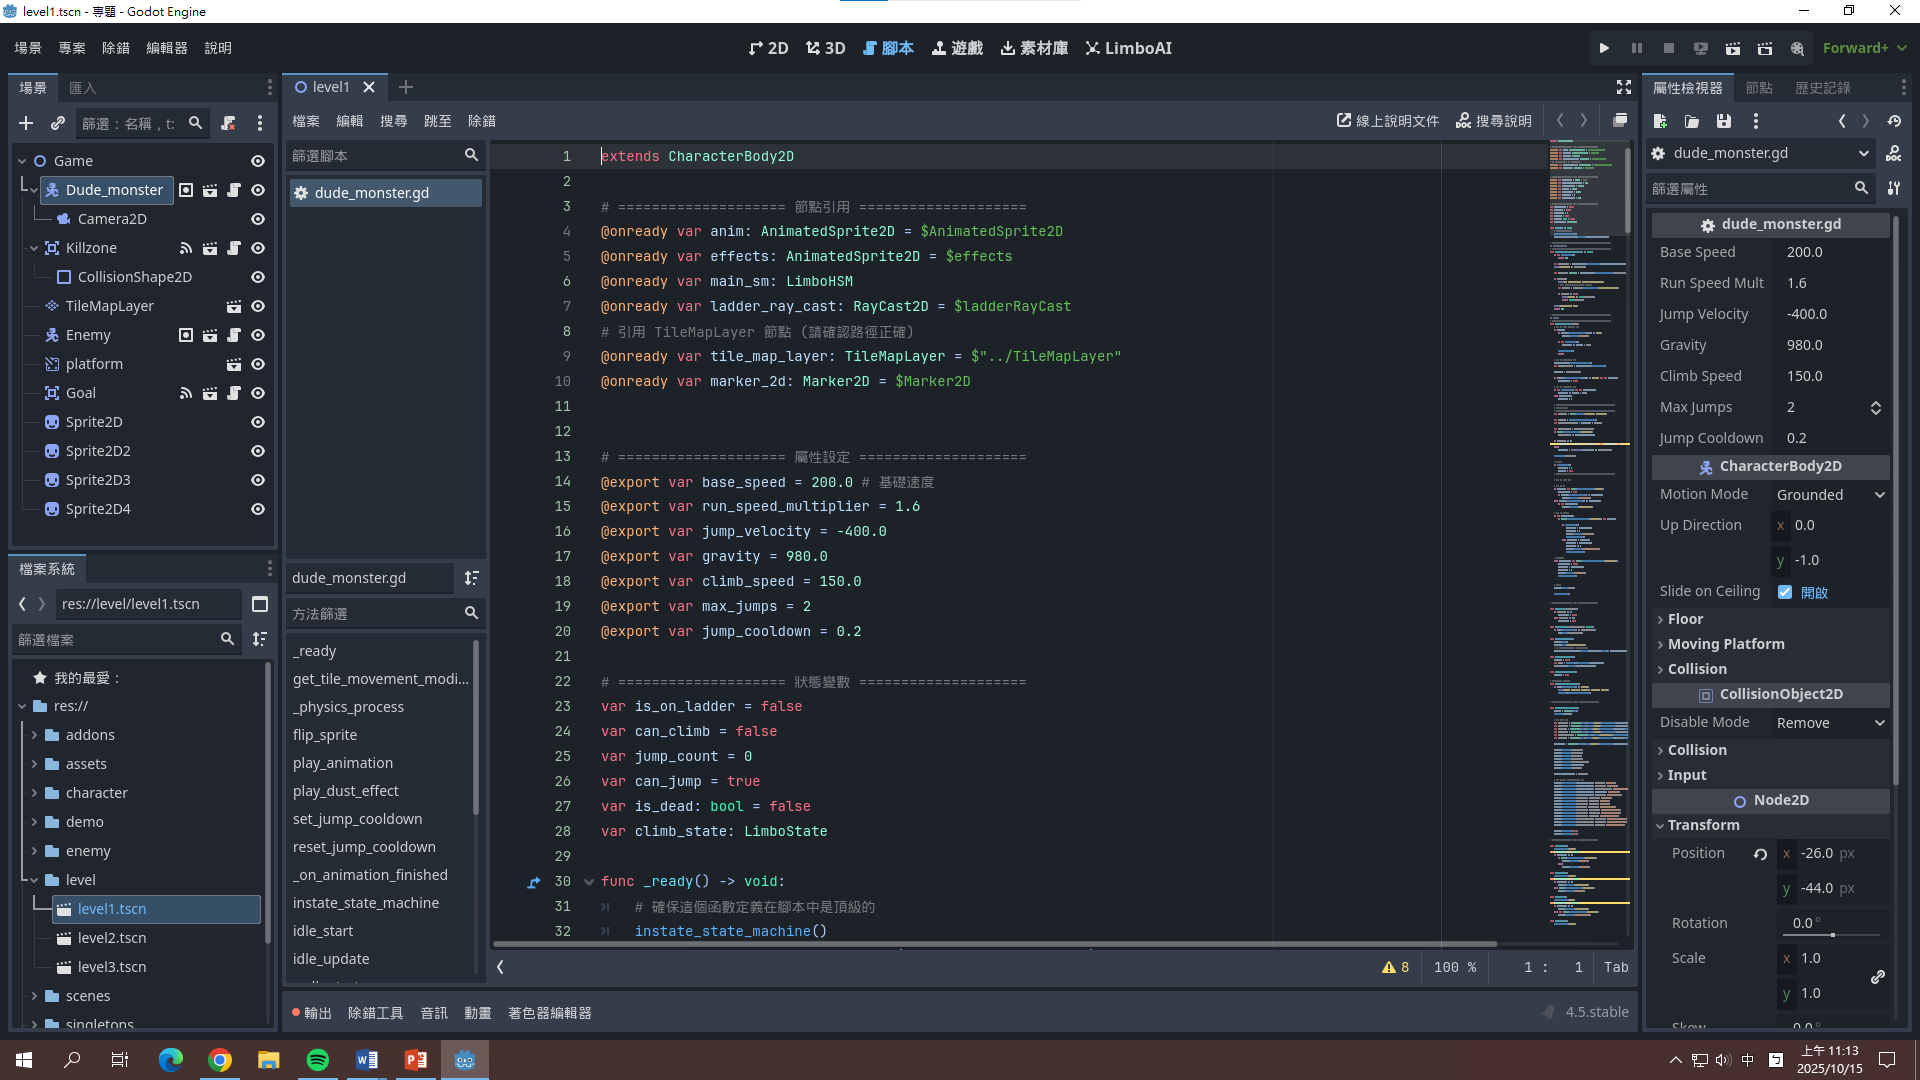 level1.tscn - 專題 - Godot Engine
場景 專案 除錯 編輯器 說明
2D 3D 腳本 遊戲 素材庫 LimboAI
Forward+
場景 匯入
篩選：名稱，t:
Game
Dude_monster
Camera2D
Killzone
CollisionShape2D
TileMapLayer
Enemy
platform
Goal
Sprite2D
Sprite2D2
Sprite2D3
Sprite2D4
檔案系統
res://level/level1.tscn
篩選檔案
我的最愛：
res://
addons
assets
character
demo
enemy
level
level1.tscn
level2.tscn
level3.tscn
scenes
singletons
level1
檔案 編輯 搜尋 跳至 除錯
線上說明文件 搜尋說明
篩選腳本
dude_monster.gd
dude_monster.gd
方法篩選
_ready
get_tile_movement_modi...
_physics_process
flip_sprite
play_animation
play_dust_effect
set_jump_cooldown
reset_jump_cooldown
_on_animation_finished
instate_state_machine
idle_start
idle_update
1 extends CharacterBody2D
2
3 # ==================== 節點引用 ====================
4 @onready var anim: AnimatedSprite2D = $AnimatedSprite2D
5 @onready var effects: AnimatedSprite2D = $effects
6 @onready var main_sm: LimboHSM
7 @onready var ladder_ray_cast: RayCast2D = $ladderRayCast
8 # 引用 TileMapLayer 節點 (請確認路徑正確)
9 @onready var tile_map_layer: TileMapLayer = $"../TileMapLayer"
10 @onready var marker_2d: Marker2D = $Marker2D
11
12
13 # ==================== 屬性設定 ====================
14 @export var base_speed = 200.0 # 基礎速度
15 @export var run_speed_multiplier = 1.6
16 @export var jump_velocity = -400.0
17 @export var gravity = 980.0
18 @export var climb_speed = 150.0
19 @export var max_jumps = 2
20 @export var jump_cooldown = 0.2
21
22 # ==================== 狀態變數 ====================
23 var is_on_ladder = false
24 var can_climb = false
25 var jump_count = 0
26 var can_jump = true
27 var is_dead: bool = false
28 var climb_state: LimboState
29
30 func _ready() -> void:
31 # 確保這個函數定義在腳本中是頂級的
32 instate_state_machine()
8 100 % 1 : 1 Tab
輸出 除錯工具 音訊 動畫 著色器編輯器
4.5.stable
屬性檢視器 節點 歷史記錄
dude_monster.gd
篩選屬性
dude_monster.gd
Base Speed 200.0
Run Speed Mult 1.6
Jump Velocity -400.0
Gravity 980.0
Climb Speed 150.0
Max Jumps 2
Jump Cooldown 0.2
CharacterBody2D
Motion Mode Grounded
Up Direction x 0.0
y -1.0
Slide on Ceiling 開啟
Floor
Moving Platform
Collision
CollisionObject2D
Disable Mode Remove
Collision
Input
Node2D
Transform
Position x -26.0 px
y -44.0 px
Rotation 0.0 °
Scale x 1.0
y 1.0
Skew 0.0 °
中
上午 11:13
2025/10/15